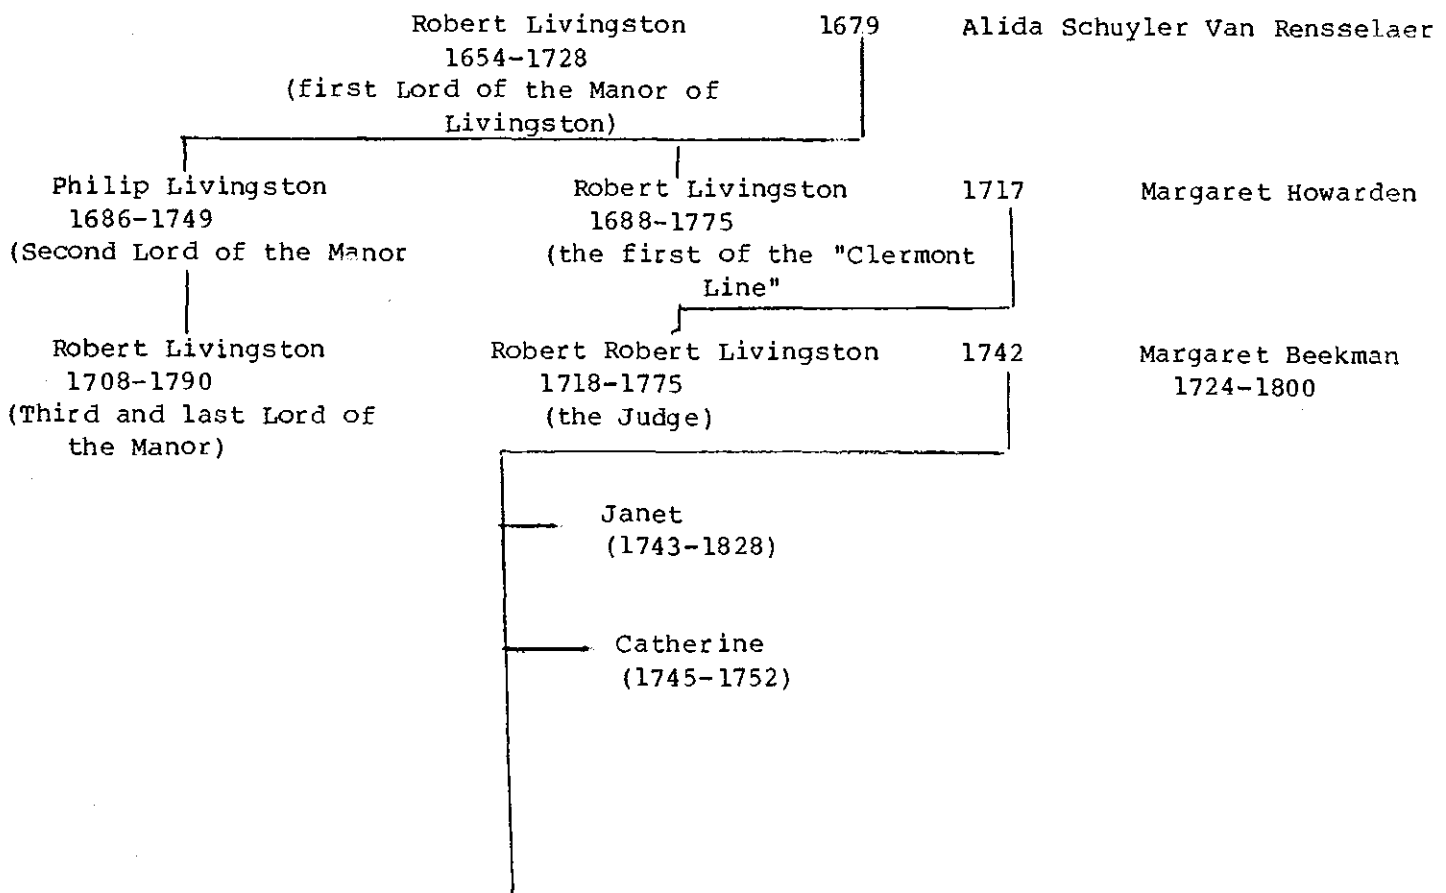 Robert Livingston 1679 Alida Schuyler Van Rensselaer
1654-1728
(first Lord of the Manor of
Livingston)
Philip Livingston Robert Livingston 1717 Margaret Howarden
1686-1749 1688-1775
(Second Lord of the Manor (the first of the "Clermont
Line"
Robert Livingston Robert Robert Livingston 1742 Margaret Beekman
1708-1790 1718-1775 1724-1800
(Third and last Lord of (the Judge)
the Manor)
Janet
(1743-1828)
Catherine
(1745-1752)